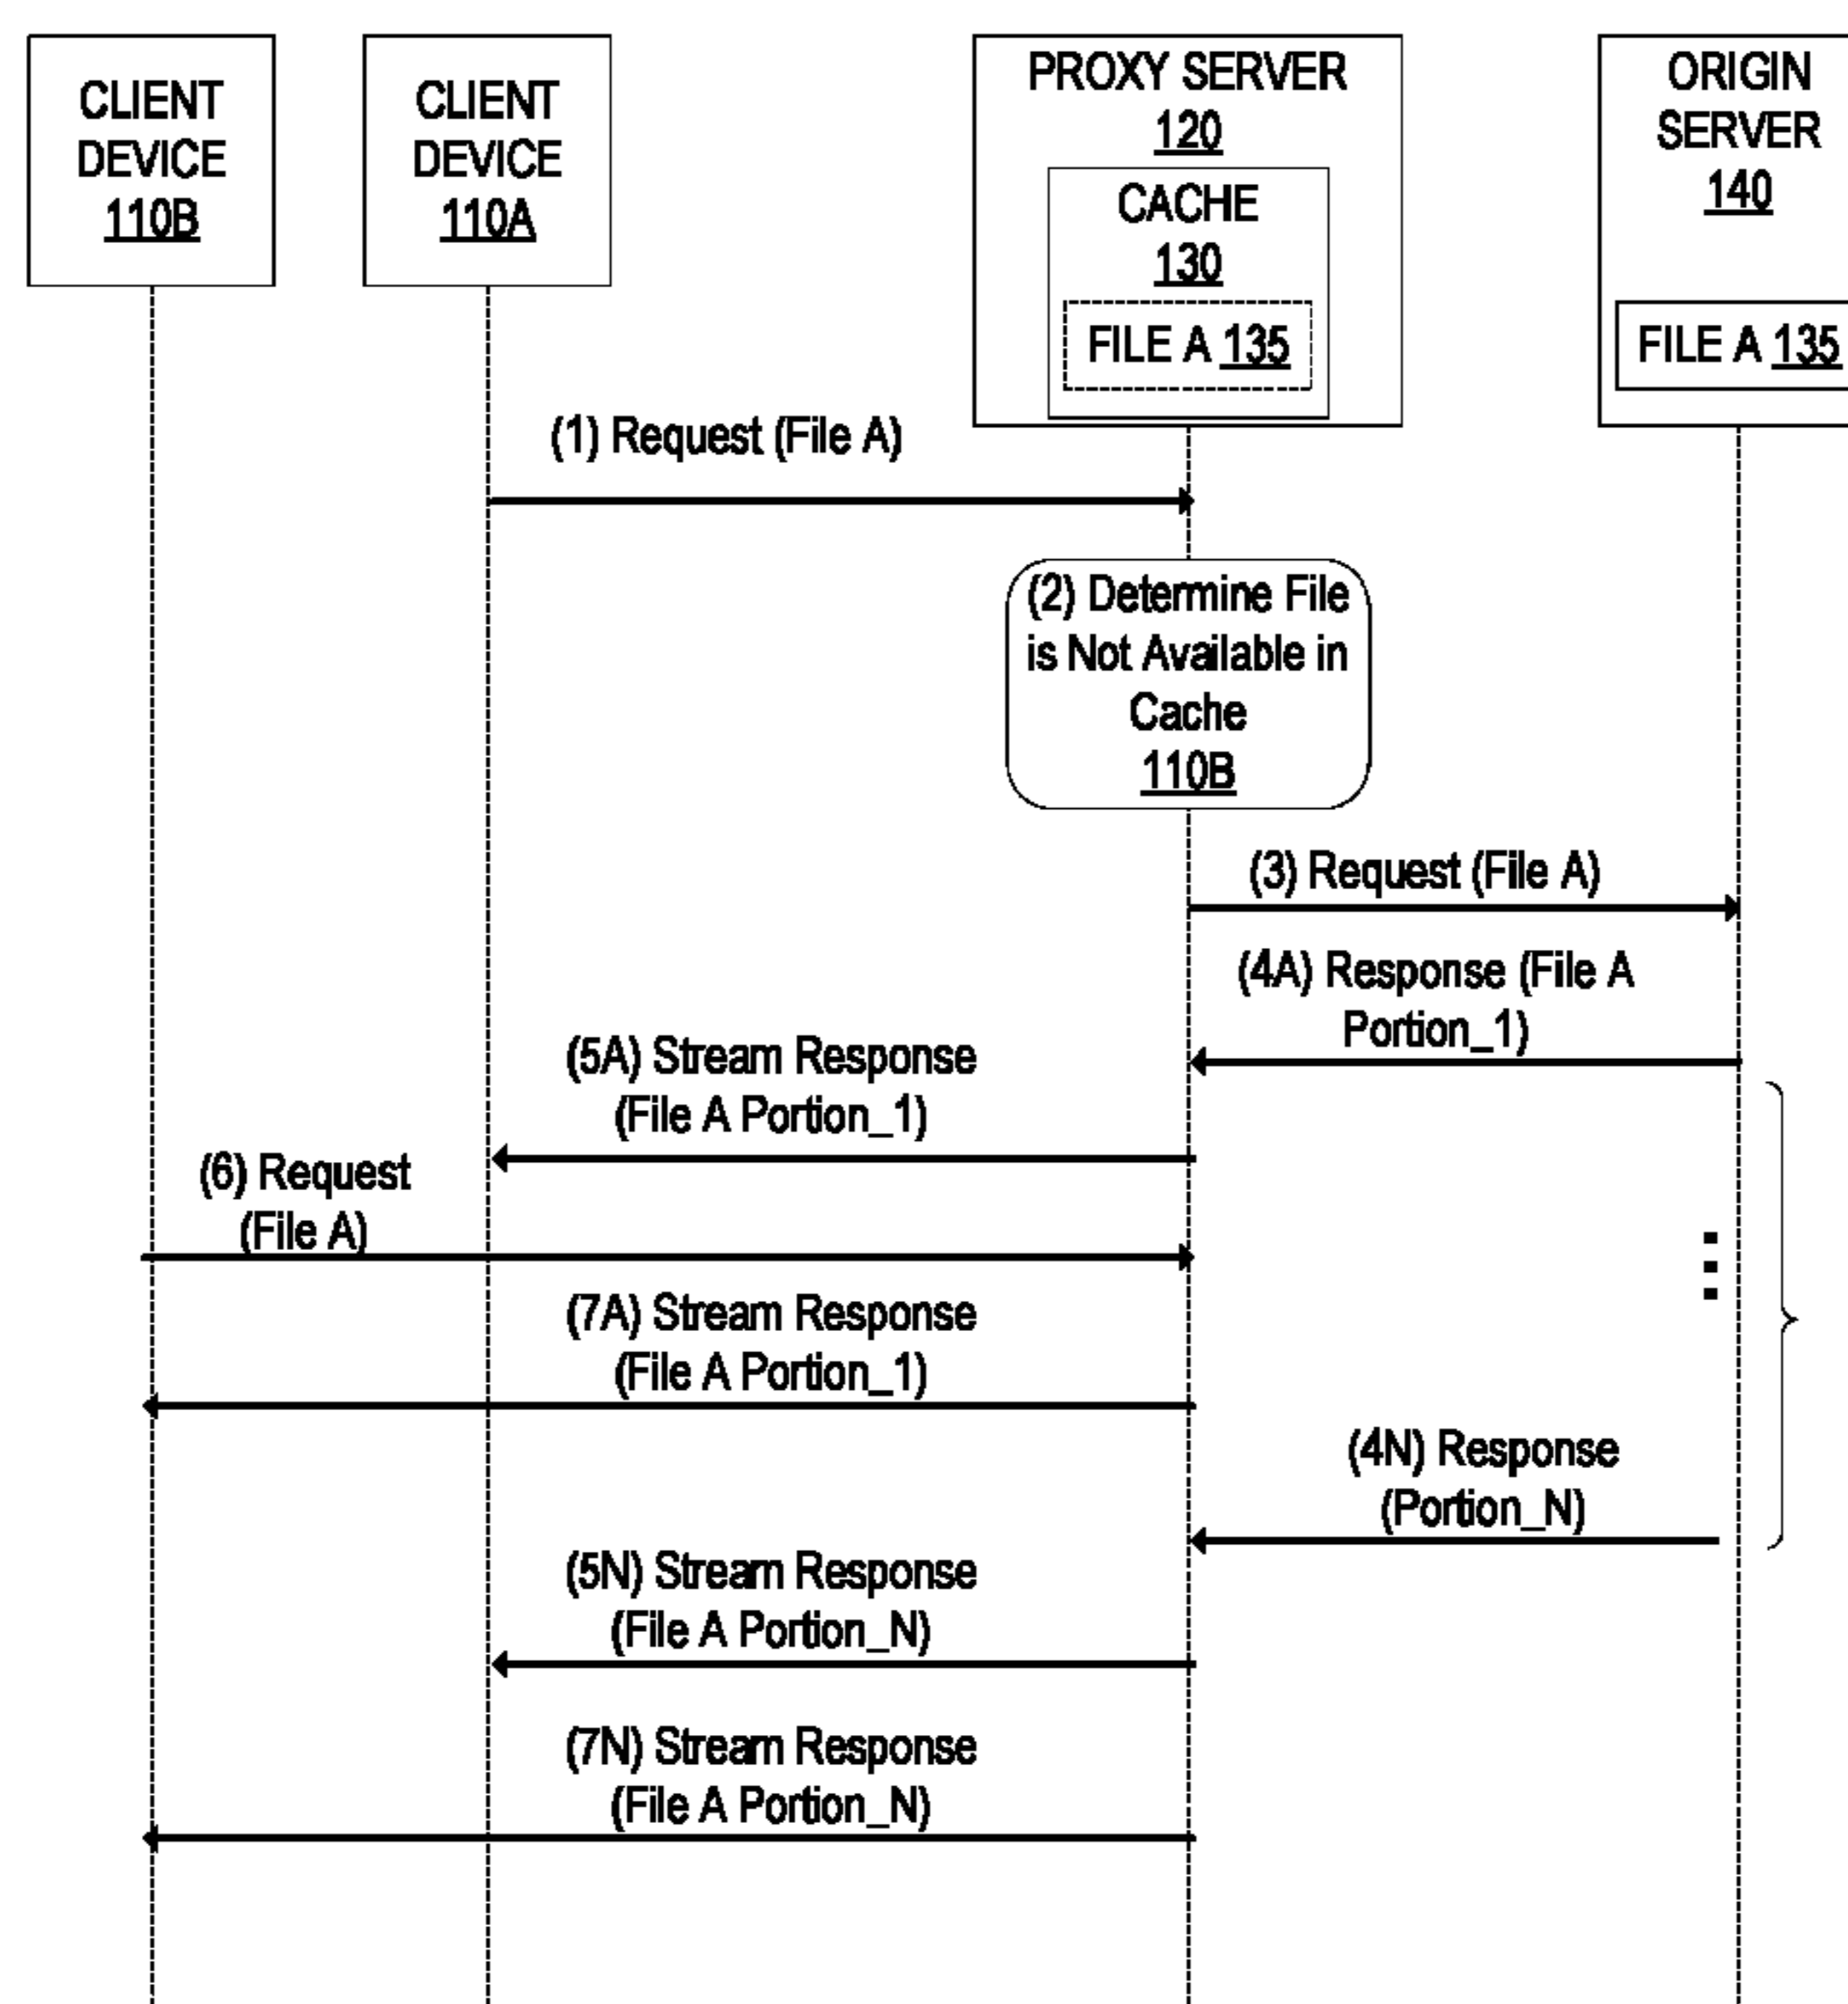 CLIENT
DEVICE
110B
CLIENT
DEVICE
110A
PROXY SERVER
120
CACHE
130
FILE A 135
ORIGIN
SERVER
140
FILE A 135
(1) Request (File A)
(2) Determine File
is Not Available in
Cache
110B
(3) Request (File A)
(4A) Response (File A
Portion_1)
(5A) Stream Response
(File A Portion_1)
(6) Request
(File A)
(7A) Stream Response
(File A Portion_1)
(4N) Response
(Portion_N)
(5N) Stream Response
(File A Portion_N)
(7N) Stream Response
(File A Portion_N)